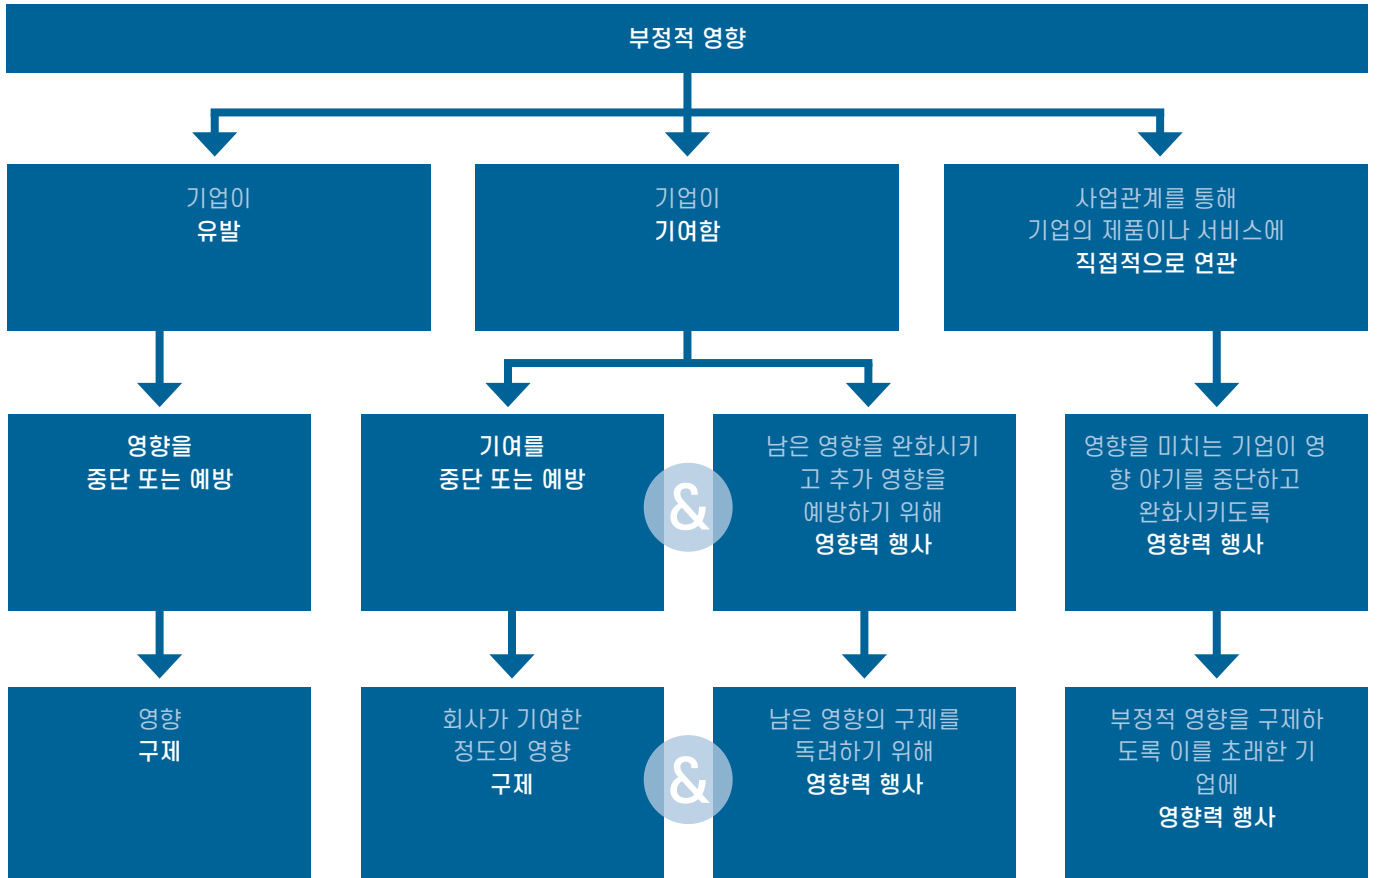 부정적 영향
기업이
유발
기업이
기여함
사업관계를 통해
기업의 제품이나 서비스에
직접적으로 연관
영향을
중단 또는 예방
기여를
중단 또는 예방
&
남은 영향을 완화시키
고 추가 영향을
예방하기 위해
영향력 행사
영향을 미치는 기업이 영
향 야기를 중단하고
완화시키도록
영향력 행사
영향
구제
회사가 기여한
정도의 영향
구제
&
남은 영향의 구제를
독려하기 위해
영향력 행사
부정적 영향을 구제하
도록 이를 초래한 기
업에
영향력 행사